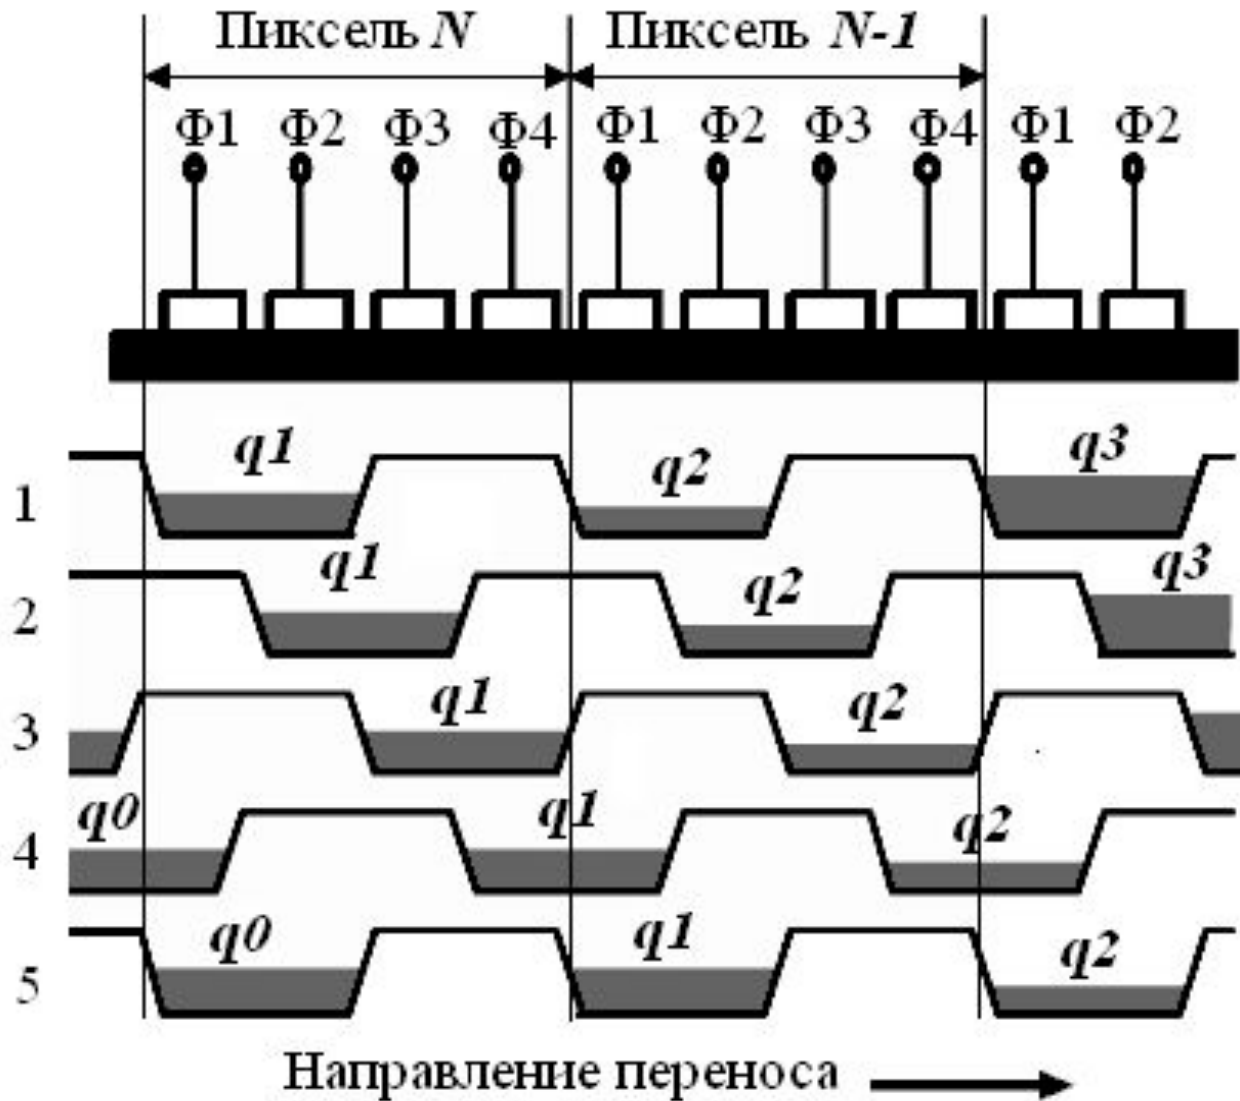 Пиксель N Пиксель N-1
Ф1 Ф2 Ф3 Ф4 Ф1 Ф2 Ф3 Ф4 Ф1 Ф2
q1 q2 q3
1
q1 q2 q3
2
q1 q2
3
q0 q1 q2
4
q0 q1 q2
5
Направление переноса